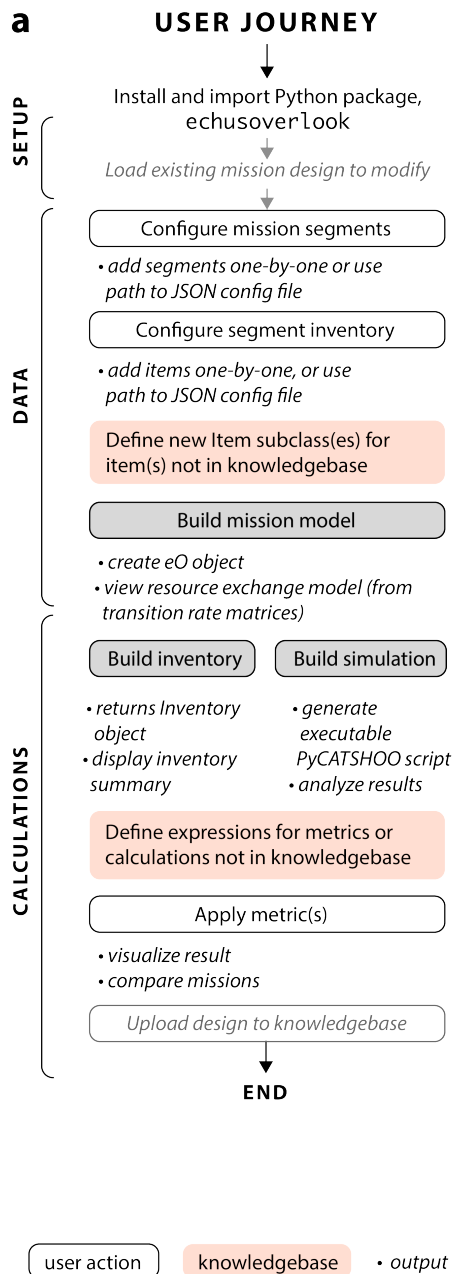 a
USER JOURNEY
SETUP
Install and import Python package,
echusoverlook
Load existing mission design to modify
DATA
Configure mission segments
• add segments one-by-one or use
path to JSON config file
Configure segment inventory
• add items one-by-one, or use
path to JSON config file
Define new Item subclass(es) for
item(s) not in knowledgebase
Build mission model
• create eO object
• view resource exchange model (from
transition rate matrices)
CALCULATIONS
Build inventory
• returns Inventory
object
• display inventory
summary
Build simulation
• generate
executable
PyCATSHOO script
• analyze results
Define expressions for metrics or
calculations not in knowledgebase
Apply metric(s)
• visualize result
• compare missions
Upload design to knowledgebase
END
user action
knowledgebase
• output